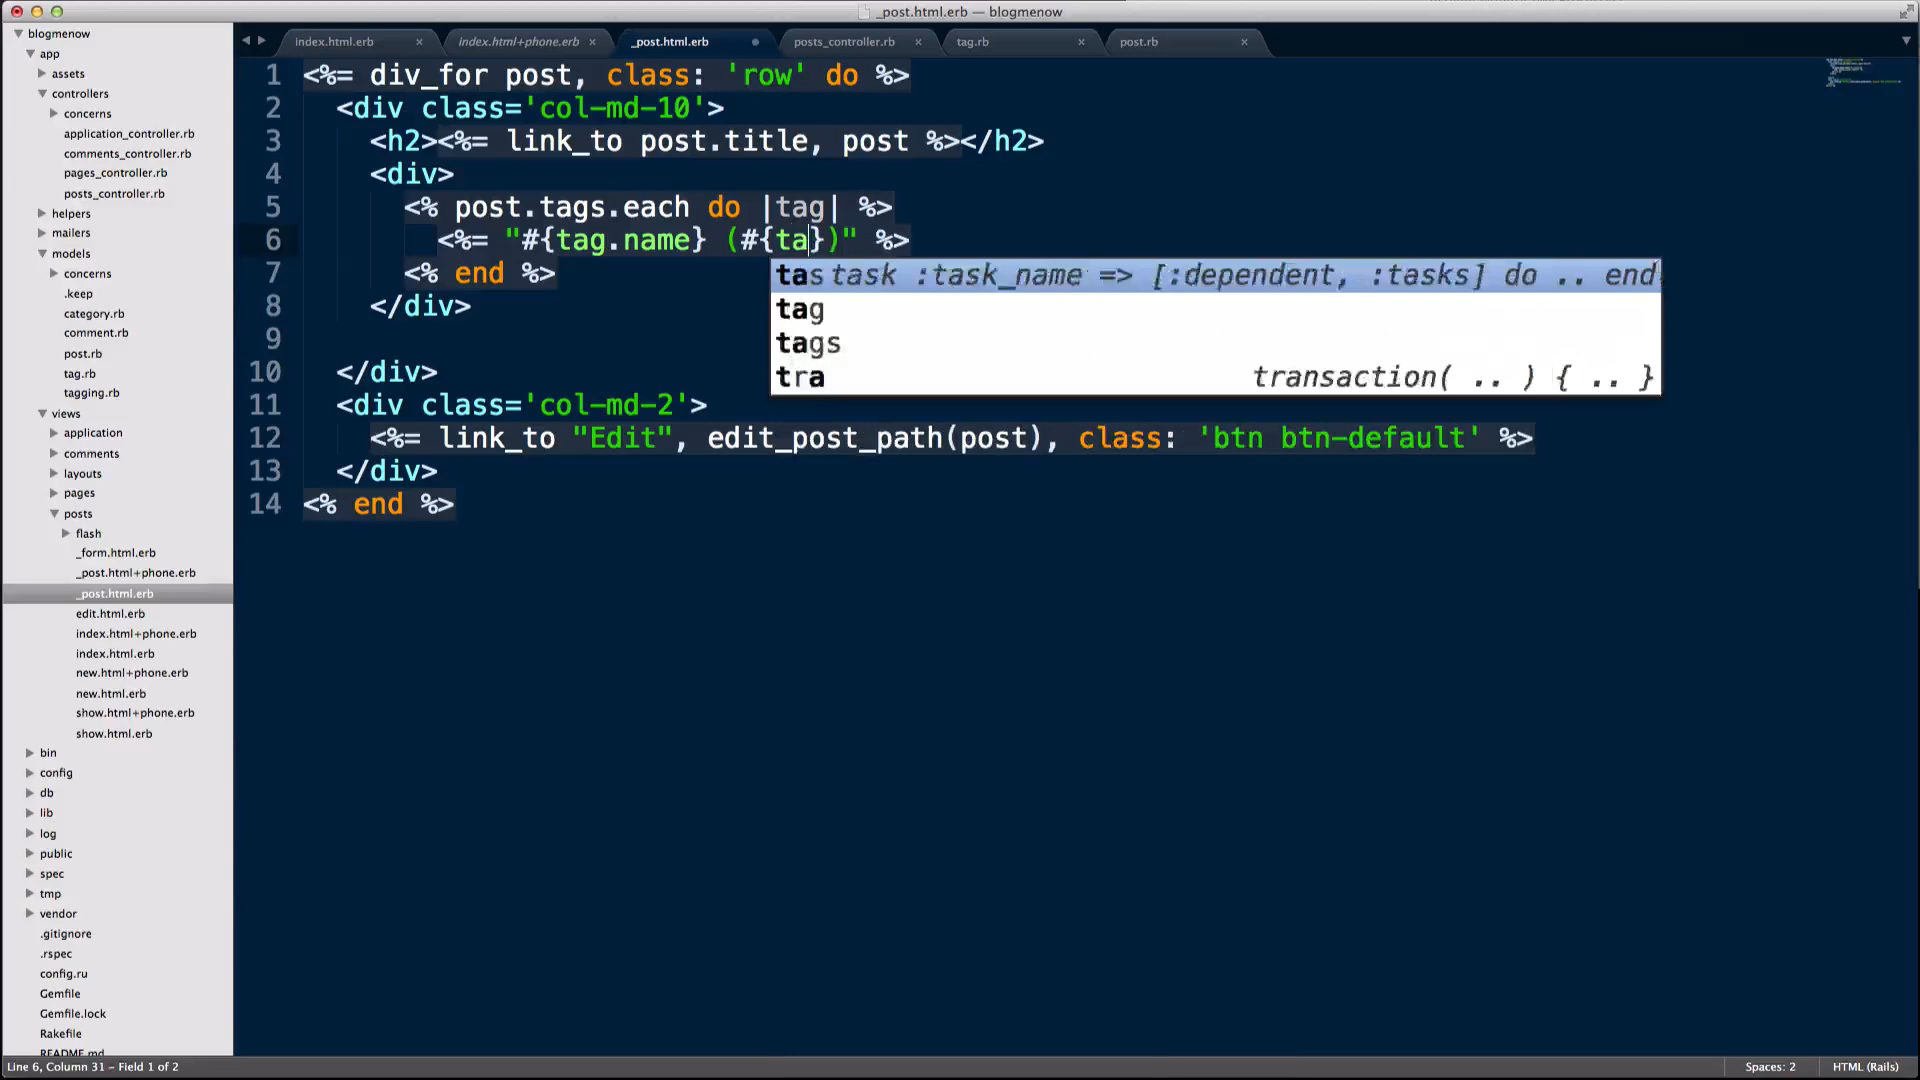 _post.html.erb — blogmenow
index.html.erb
index.html+phone.erb
_post.html.erb
posts_controller.rb
tag.rb
post.rb
blogmenow
app
assets
controllers
concerns
application_controller.rb
comments_controller.rb
pages_controller.rb
posts_controller.rb
helpers
mailers
models
concerns
.keep
category.rb
comment.rb
post.rb
tag.rb
tagging.rb
views
application
comments
layouts
pages
posts
flash
_form.html.erb
_post.html+phone.erb
_post.html.erb
edit.html.erb
index.html+phone.erb
index.html.erb
new.html+phone.erb
new.html.erb
show.html+phone.erb
show.html.erb
bin
config
db
lib
log
public
spec
tmp
vendor
.gitignore
.rspec
config.ru
Gemfile
Gemfile.lock
Rakefile
README.md
1 <%= div_for post, class: 'row' do %>
2 <div class='col-md-10'>
3 <h2><%= link_to post.title, post %></h2>
4 <div>
5 <% post.tags.each do |tag| %>
6 <%= "#{tag.name} (#{ta})" %>
7 <% end %>
8 </div>
9
10 </div>
11 <div class='col-md-2'>
12 <%= link_to "Edit", edit_post_path(post), class: 'btn btn-default' %>
13 </div>
14 <% end %>
tas task :task_name => [:dependent, :tasks] do .. end
tag
tags
tra transaction( .. ) { .. }
Line 6, Column 31 – Field 1 of 2
Spaces: 2
HTML (Rails)